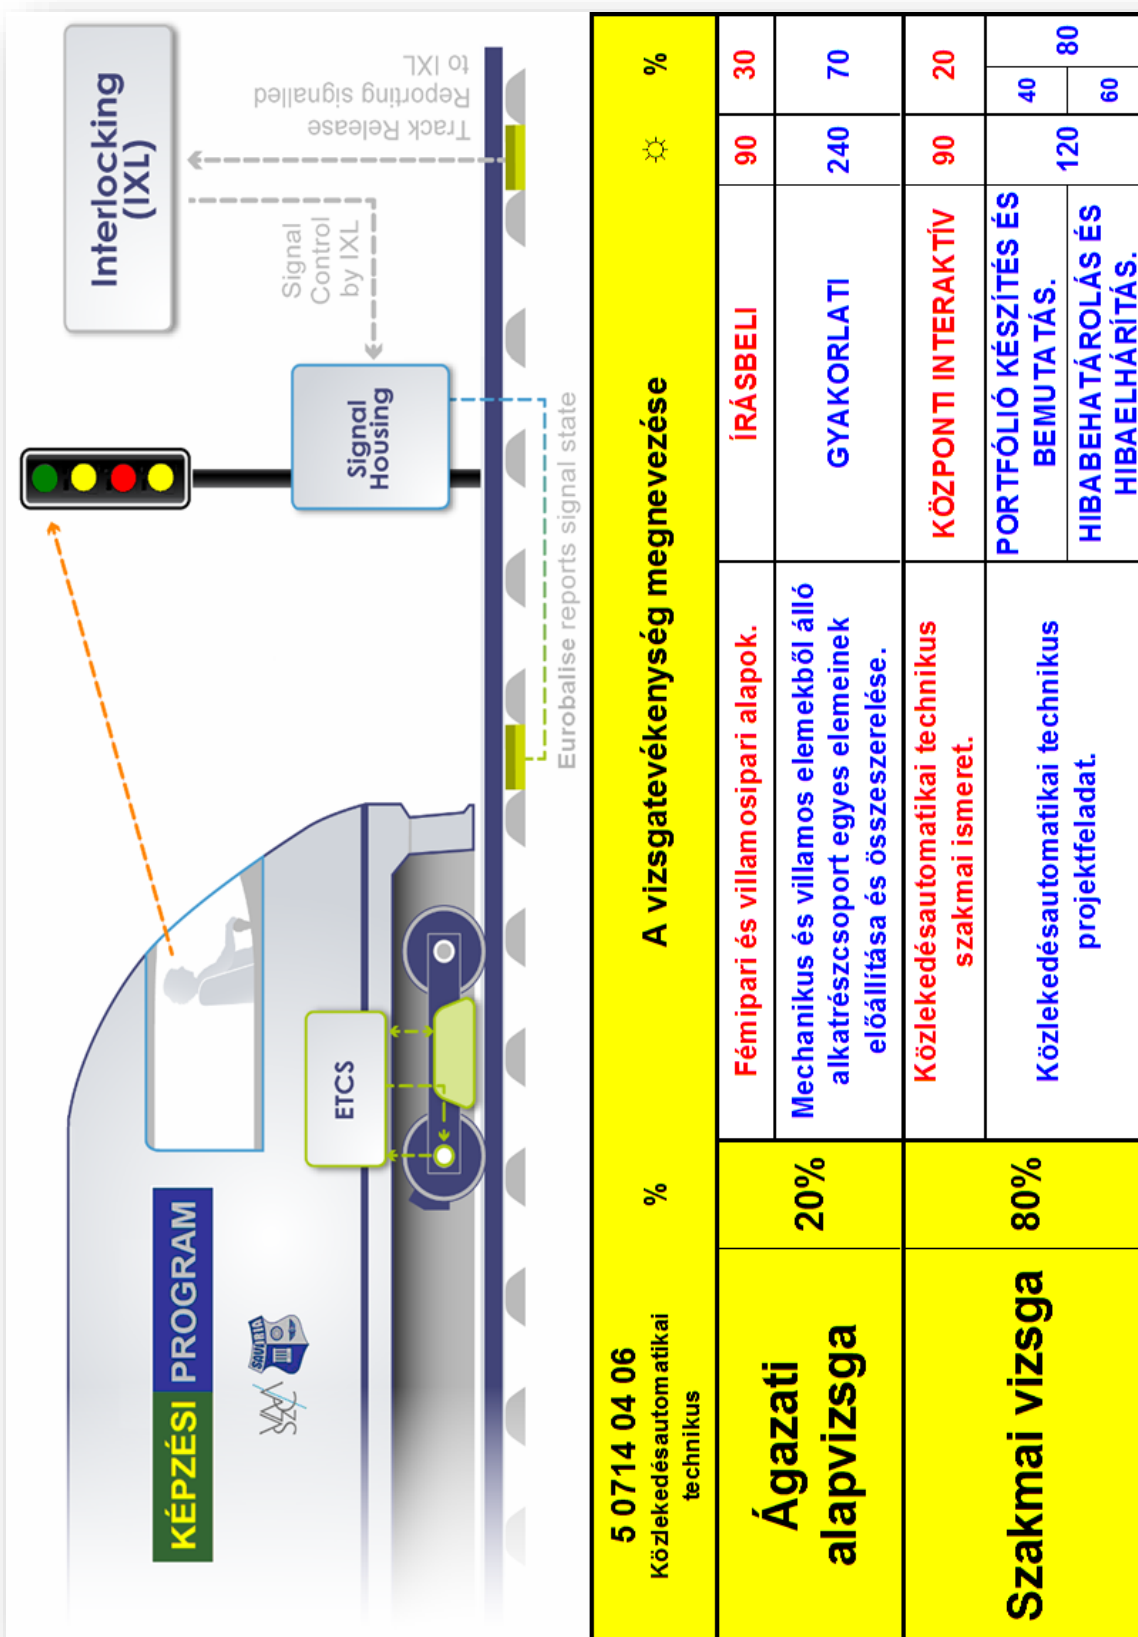 KÉPZÉSI PROGRAM
SAVARIA
VAS
SZC
ETCS
Signal
Housing
Interlocking
(IXL)
Signal
Control
by IXL
Track Release
Reporting signalled
to IXL
Eurobalise reports signal state
5 0714 04 06
Közlekedésautomatikai
technikus
%
A vizsgatevékenység megnevezése
☼
%
Ágazati
alapvizsga
20%
Fémipari és villamosipari alapok.
ÍRÁSBELI
90
30
Mechanikus és villamos elemekből álló
alkatrészcsoport egyes elemeinek
előállítása és összeszerelése.
GYAKORLATI
240
70
Szakmai vizsga
80%
Közlekedésautomatikai technikus
szakmai ismeret.
KÖZPONTI INTERAKTÍV
90
20
Közlekedésautomatikai technikus
projektfeladat.
PORTFÓLIÓ KÉSZÍTÉS ÉS
BEMUTATÁS.
HIBABEHATÁROLÁS ÉS
HIBAELHÁRÍTÁS.
120
40
60
80